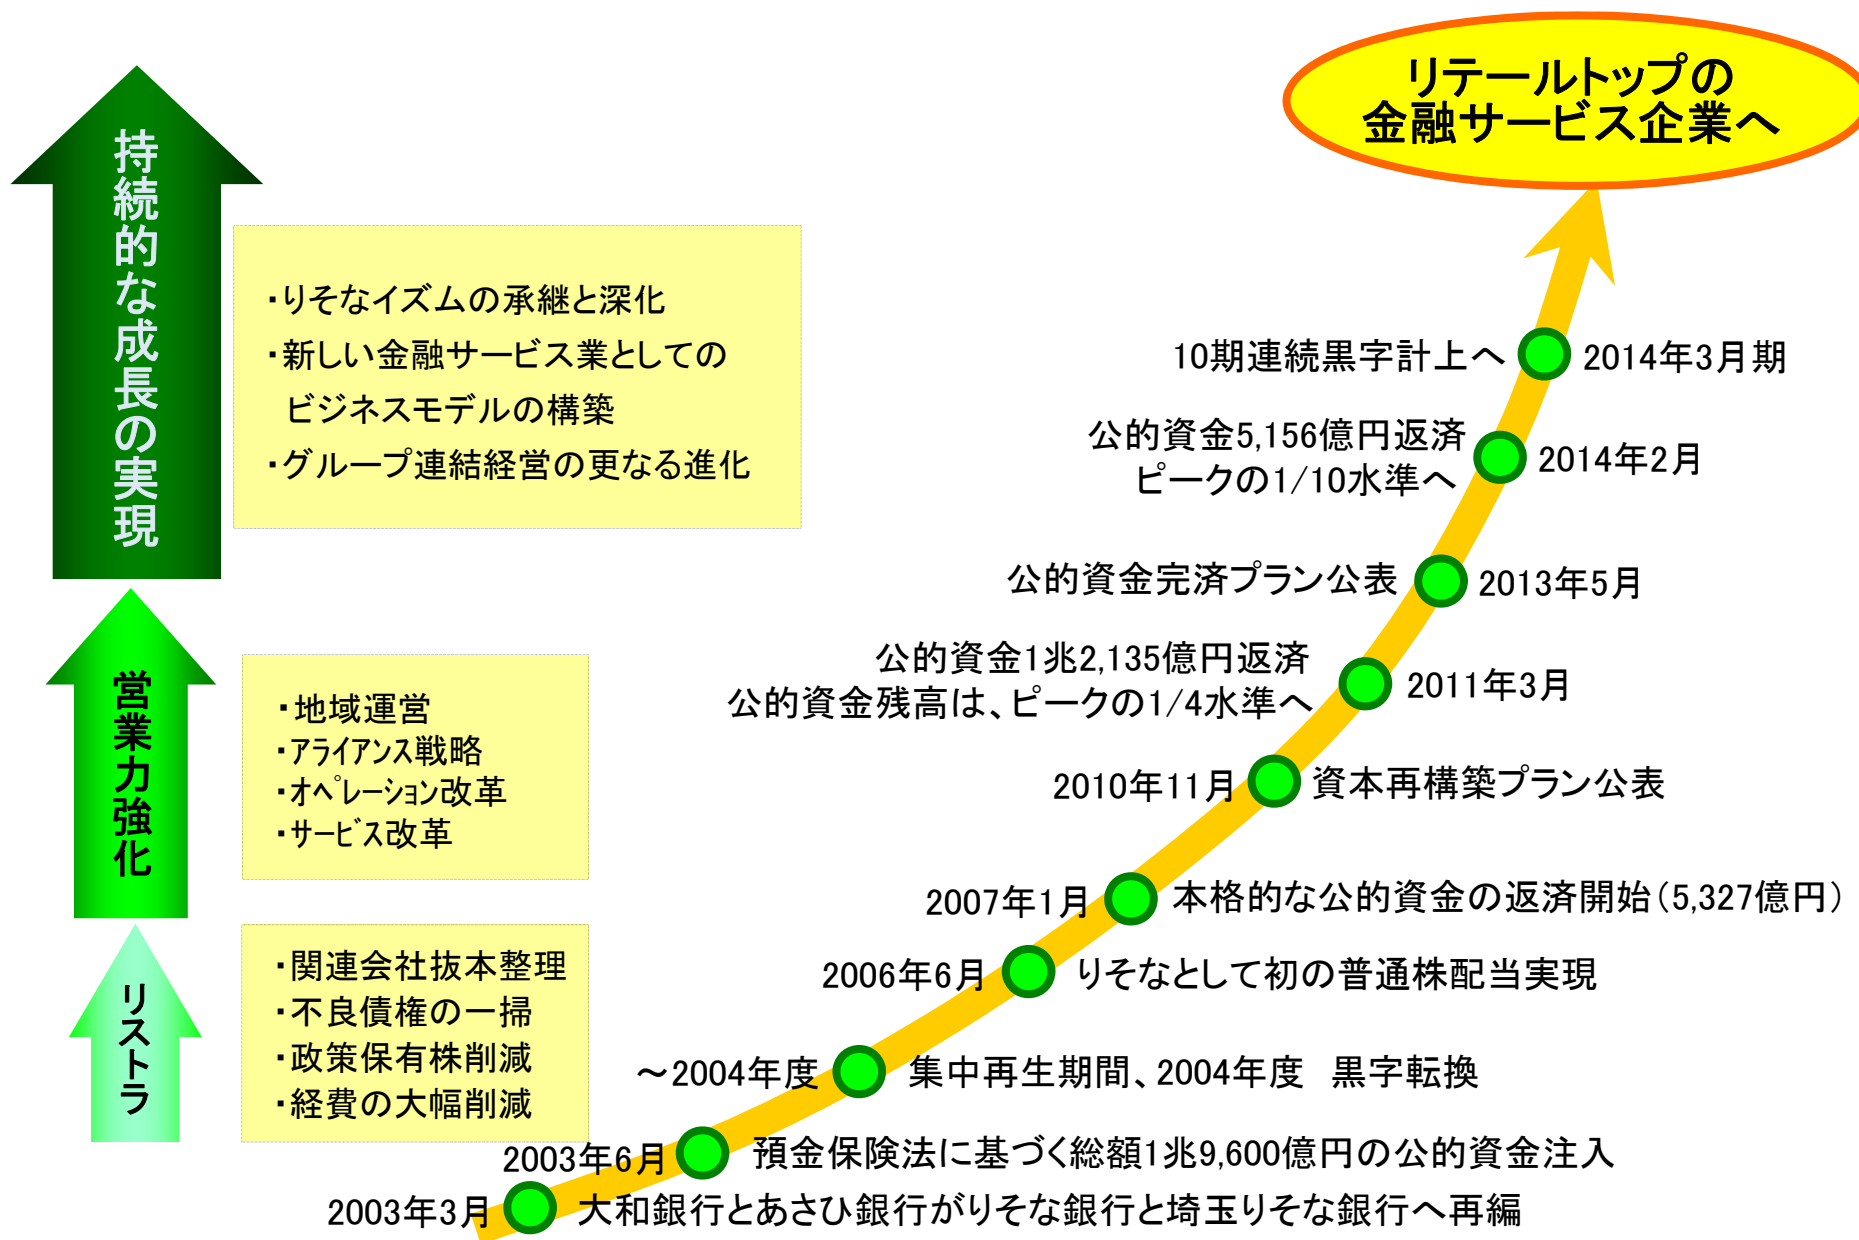 リテールトップの
金融サービス企業へ
持続的な成長の実現
・りそなイズムの承継と深化
・新しい金融サービス業としての
ビジネスモデルの構築
・グループ連結経営の更なる進化
営業力強化
・地域運営
・アライアンス戦略
・オペレーション改革
・サービス改革
リストラ
・関連会社抜本整理
・不良債権の一掃
・政策保有株削減
・経費の大幅削減
10期連続黒字計上へ 2014年3月期
公的資金5,156億円返済
ピークの1/10水準へ
2014年2月
公的資金完済プラン公表 2013年5月
公的資金1兆2,135億円返済
公的資金残高は、ピークの1/4水準へ
2011年3月
2010年11月 資本再構築プラン公表
2007年1月 本格的な公的資金の返済開始(5,327億円)
2006年6月 りそなとして初の普通株配当実現
～2004年度 集中再生期間、2004年度 黒字転換
2003年6月 預金保険法に基づく総額1兆9,600億円の公的資金注入
2003年3月 大和銀行とあさひ銀行がりそな銀行と埼玉りそな銀行へ再編